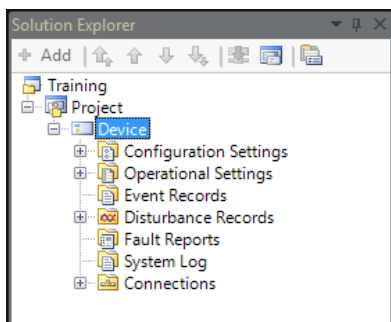 Solution Explorer
Add
Training
Project
Device
Configuration Settings
Operational Settings
Event Records
Disturbance Records
Fault Reports
System Log
Connections